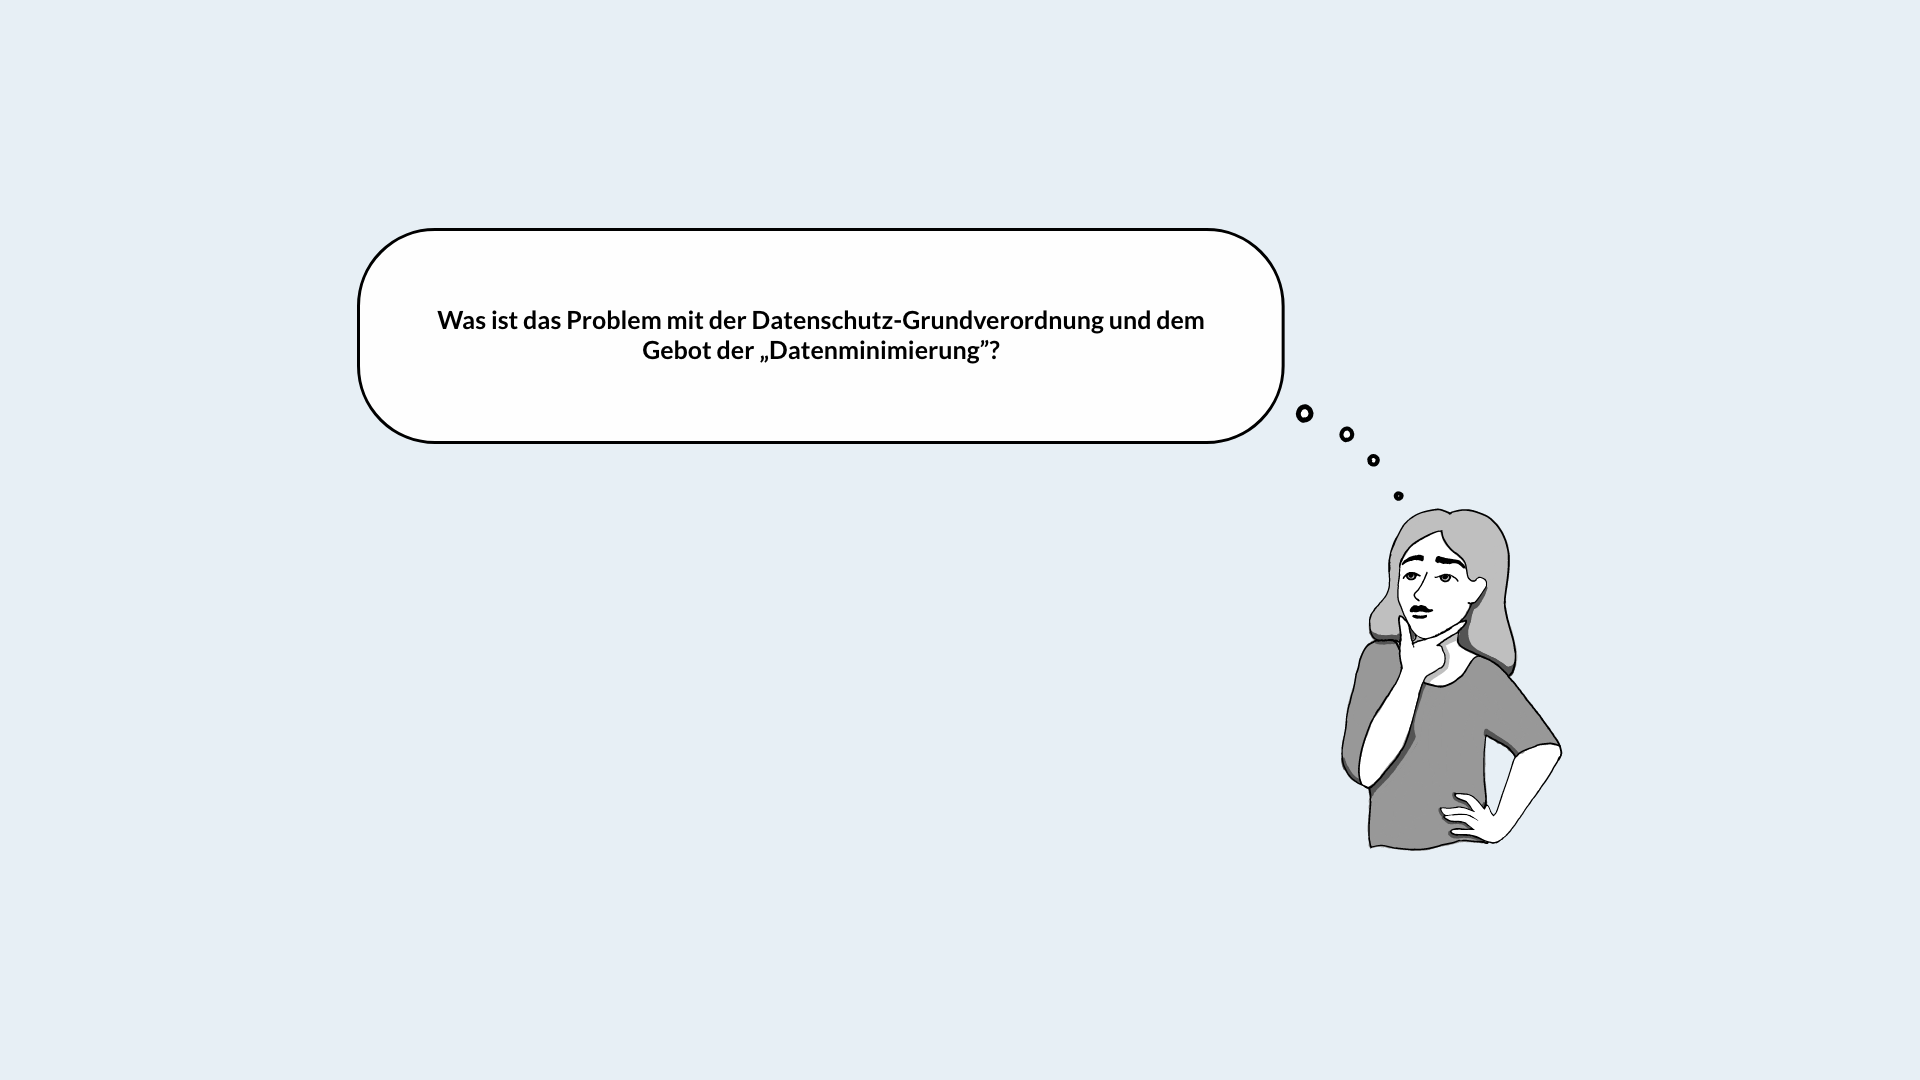 Was ist das Problem mit der Datenschutz-Grundverordnung und dem
Gebot der „Datenminimierung”?